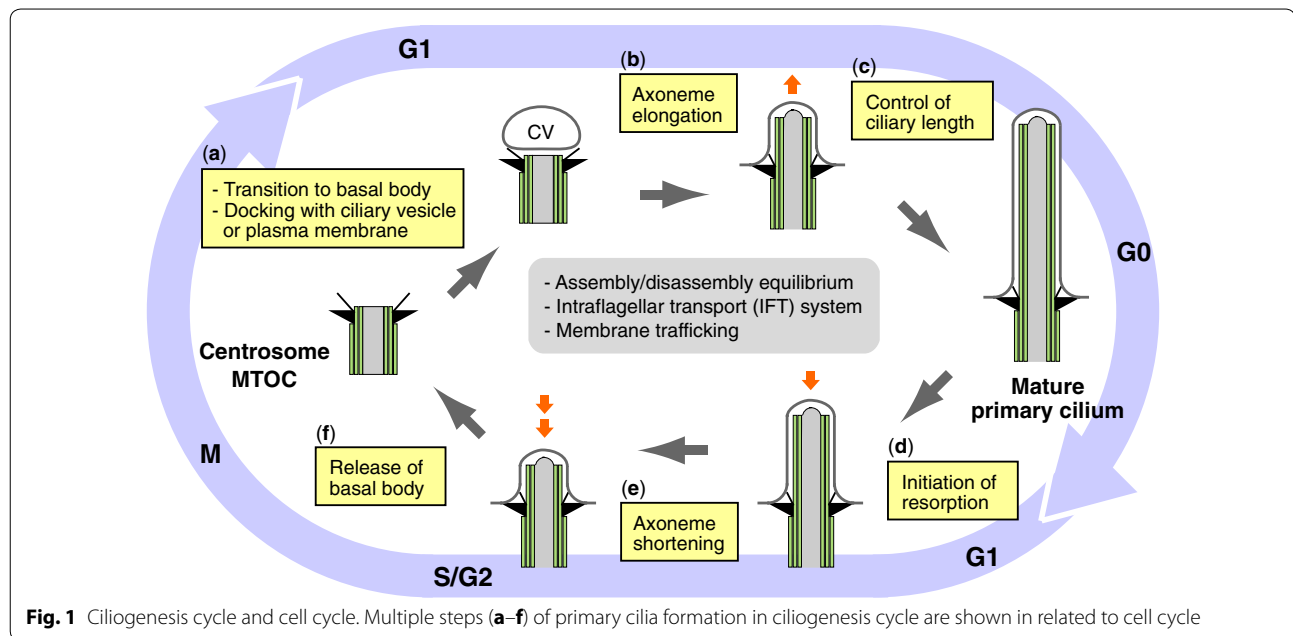 G1
(a)
- Transition to basal body
- Docking with ciliary vesicle
or plasma membrane
CV
(b)
Axoneme
elongation
(c)
Control of
ciliary length
G0
- Assembly/disassembly equilibrium
- Intraflagellar transport (IFT) system
- Membrane trafficking
Centrosome
MTOC
Mature
primary cilium
(d)
Initiation of
resorption
(e)
Axoneme
shortening
(f)
Release of
basal body
M
S/G2
G1
Fig. 1 Ciliogenesis cycle and cell cycle. Multiple steps (a–f) of primary cilia formation in ciliogenesis cycle are shown in related to cell cycle